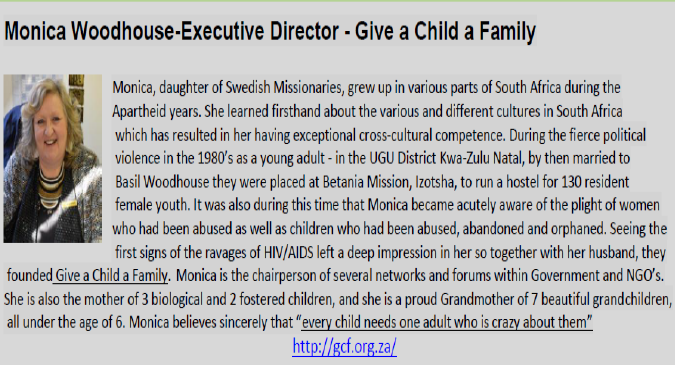 Monica Woodhouse-Executive Director - Give a Child a Family
Monica, daughter of Swedish Missionaries, grew up in various parts of South Africa during the
Apartheid years. She learned firsthand about the various and different cultures in South Africa
which has resulted in her having exceptional cross-cultural competence. During the fierce political
violence in the 1980's as a young adult - in the UGU District Kwa-Zulu Natal, by then married to
Basil Woodhouse they were placed at Betania Mission, Izotsha, to run a hostel for 130 resident
female youth. It was also during this time that Monica became acutely aware of the plight of women
who had been abused as well as children who had been abused, abandoned and orphaned. Seeing the
first signs of the ravages of HIV/AIDS left a deep impression in her so together with her husband, they
founded Give a Child a Family. Monica is the chairperson of several networks and forums within Government and NGO's.
She is also the mother of 3 biological and 2 fostered children, and she is a proud Grandmother of 7 beautiful grandchildren,
all under the age of 6. Monica believes sincerely that "every child needs one adult who is crazy about them"
http://gcf.org.za/